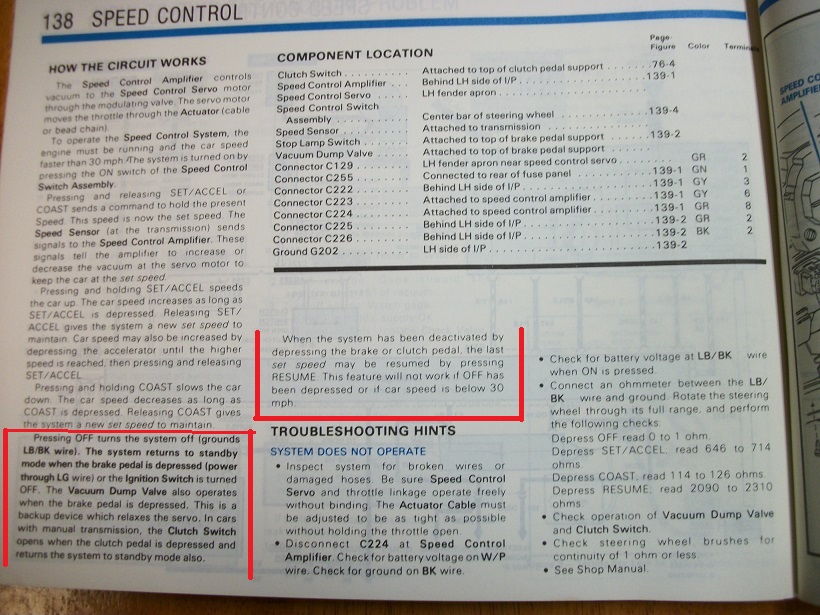 138 SPEED CONTROL
HOW THE CIRCUIT WORKS
The Speed Control Amplifier controls
vacuum to the Speed Control Servo motor
through the modulating valve. The servo motor
moves the throttle through the Actuator (cable
or bead chain).
To operate the Speed Control System, the
engine must be running and the car speed
faster than 30 mph. The system is turned on by
pressing the ON switch of the Speed Control
Switch Assembly.
Pressing and releasing SET/ACCEL or
COAST sends a command to hold the present
Speed. This speed is now the set speed. The
Speed Sensor (at the transmission) sends
signals to the Speed Control Amplifier. These
signals tell the amplifier to increase or
decrease the vacuum at the servo motor to
keep the car at the set speed.
Pressing and holding SET/ACCEL speeds
the car up. The car speed increases as long as
SET/ACCEL is depressed. Releasing SET/
ACCEL gives the system a new set speed to
maintain. Car speed may also be increased by
depressing the accelerator until the higher
speed is reached, then pressing and releasing
SET/ACCEL.
Pressing and holding COAST slows the car
down. The car speed decreases as long as
COAST is depressed. Releasing COAST gives
the system a new set speed to maintain.
Pressing OFF turns the system off (grounds
LB/BK wire). The system returns to standby
mode when the brake pedal is depressed (power
through LG wire) or the Ignition Switch is turned
OFF. The Vacuum Dump Valve also operates
when the brake pedal is depressed. This is a
backup device which relaxes the servo. In cars
with manual transmission, the Clutch Switch
opens when the clutch pedal is depressed and
returns the system to standby mode also.
COMPONENT LOCATION
Page-
Figure Color Termin
Clutch Switch . . . . . . . . . Attached to top of clutch pedal support . . . . . . . 76-4
Speed Control Amplifier . . . Behind LH side of I/P . . . . . . . . . . . . . . . . 139-1
Speed Control Servo . . . . . LH fender apron
Speed Control Switch
Assembly . . . . . . . . . Center bar of steering wheel . . . . . . . . . . . . 139-4
Speed Sensor . . . . . . . . . Attached to transmission
Stop Lamp Switch . . . . . . . Attached to top of brake pedal support . . . . . . . 139-2
Vacuum Dump Valve . . . . . . Attached to top of brake pedal support
Connector C129 . . . . . . . . LH fender apron near speed control servo . . . . . . GR 2
Connector C255 . . . . . . . . Connected to rear of fuse panel . . . . . . . . . . 139-1 GN 1
Connector C222 . . . . . . . . Behind LH side of I/P . . . . . . . . . . . . . . . 139-1 GY 3
Connector C223 . . . . . . . . Attached to speed control amplifier . . . . . . . . 139-1 GY 6
Connector C224 . . . . . . . . Attached to speed control amplifier . . . . . . . . 139-1 GR 8
Connector C225 . . . . . . . . Behind LH side of I/P . . . . . . . . . . . . . . . 139-2 GR 2
Connector C226 . . . . . . . . Behind LH side of I/P . . . . . . . . . . . . . . . 139-2 BK 2
Ground G202 . . . . . . . . . LH side of I/P . . . . . . . . . . . . . . . . . . 139-2
When the system has been deactivated by
depressing the brake or clutch pedal, the last
set speed may be resumed by pressing
RESUME. This feature will not work if OFF has
been depressed or if car speed is below 30
mph.
TROUBLESHOOTING HINTS
SYSTEM DOES NOT OPERATE
• Inspect system for broken wires or
damaged hoses. Be sure Speed Control
Servo and throttle linkage operate freely
without binding. The Actuator Cable must
be adjusted to be as tight as possible
without holding the throttle open.
• Disconnect C224 at Speed Control
Amplifier. Check for battery voltage on W/P
wire. Check for ground on BK wire.
• Check for battery voltage at LB/BK wire
when ON is pressed.
• Connect an ohmmeter between the LB/
BK wire and ground. Rotate the steering
wheel through its full range, and perform
the following checks:
Depress OFF read 0 to 1 ohm.
Depress SET/ACCEL, read 646 to 714
ohms.
Depress COAST, read 114 to 126 ohms.
Depress RESUME, read 2090 to 2310
ohms.
• Check operation of Vacuum Dump Valve
and Clutch Switch.
• Check steering wheel brushes for
continuity of 1 ohm or less.
• See Shop Manual.
SPEED CO
AMPLIFIER